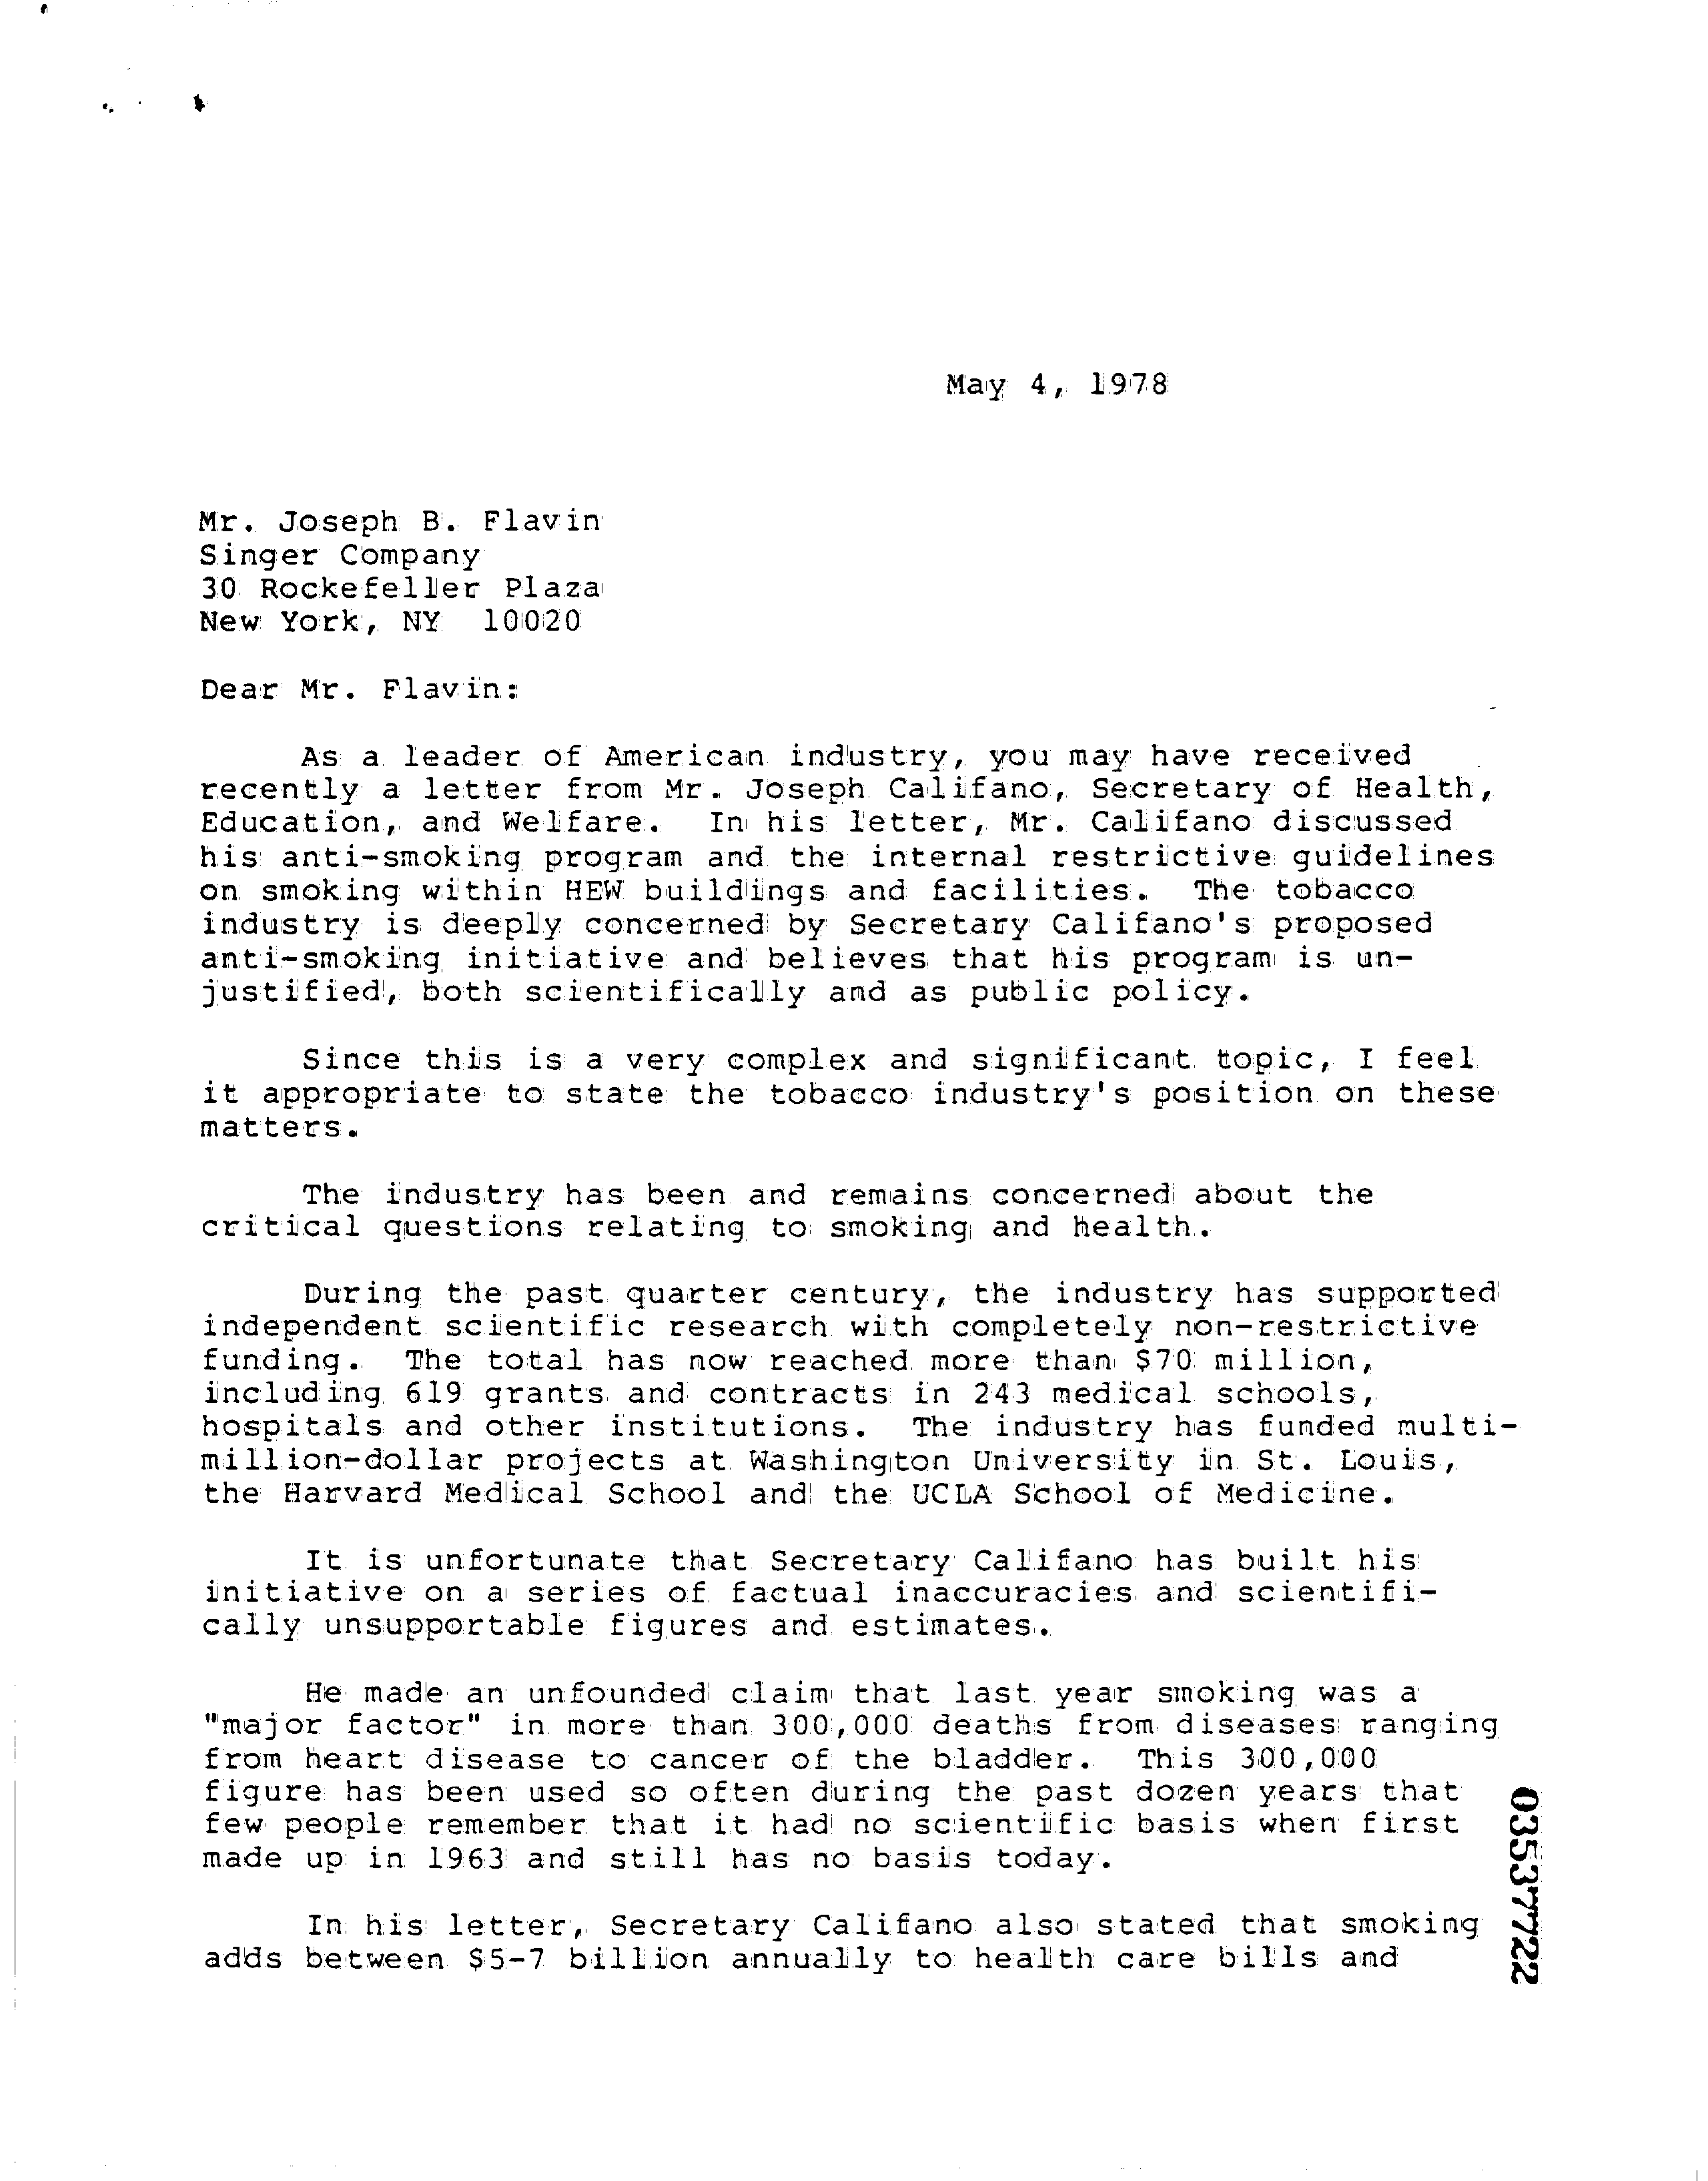 May 4, 1978
Mr. Joseph B. Flavin
Singer Company
30 Rockefeller Plaza
New York, NY  10020
Dear Mr. Flavin:
As a leader of American industry, you may have received
recently a letter from Mr. Joseph Califano, Secretary of Health,
Education, and Welfare.  In his letter, Mr. Califano discussed
his anti-smoking program and the internal restrictive guidelines
on smoking within HEW buildings and facilities.  The tobacco
industry is deeply concerned by Secretary Califano's proposed
anti-smoking initiative and believes that his program is un-
justified, both scientifically and as public policy.
Since this is a very complex and significant topic, I feel
it appropriate to state the tobacco industry's position on these
matters.
The industry has been and remains concerned about the
critical questions relating to smoking and health.
During the past quarter century, the industry has supported
independent scientific research with completely non-restrictive
funding.  The total has now reached more than $70 million,
including 619 grants and contracts in 243 medical schools,
hospitals and other institutions.  The industry has funded multi-
million-dollar projects at Washington University in St. Louis,
the Harvard Medical School and the UCLA School of Medicine.
It is unfortunate that Secretary Califano has built his
initiative on a series of factual inaccuracies and scientifi-
cally unsupportable figures and estimates.
He made an unfounded claim that last year smoking was a
"major factor" in more than 300,000 deaths from diseases ranging
from heart disease to cancer of the bladder.  This 300,000
figure has been used so often during the past dozen years that
few people remember that it had no scientific basis when first
made up in 1963 and still has no basis today.
In his letter, Secretary Califano also stated that smoking
adds between $5-7 billion annually to health care bills and
03537722